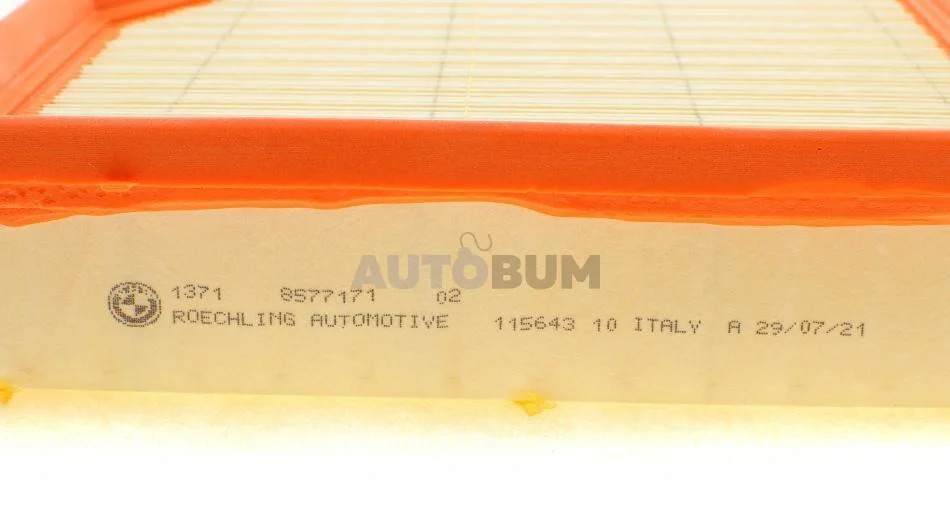 AUTOBUM
1371 8577171 02
ROECHLING AUTOMOTIVE 115643 10 ITALY A 29/07/21